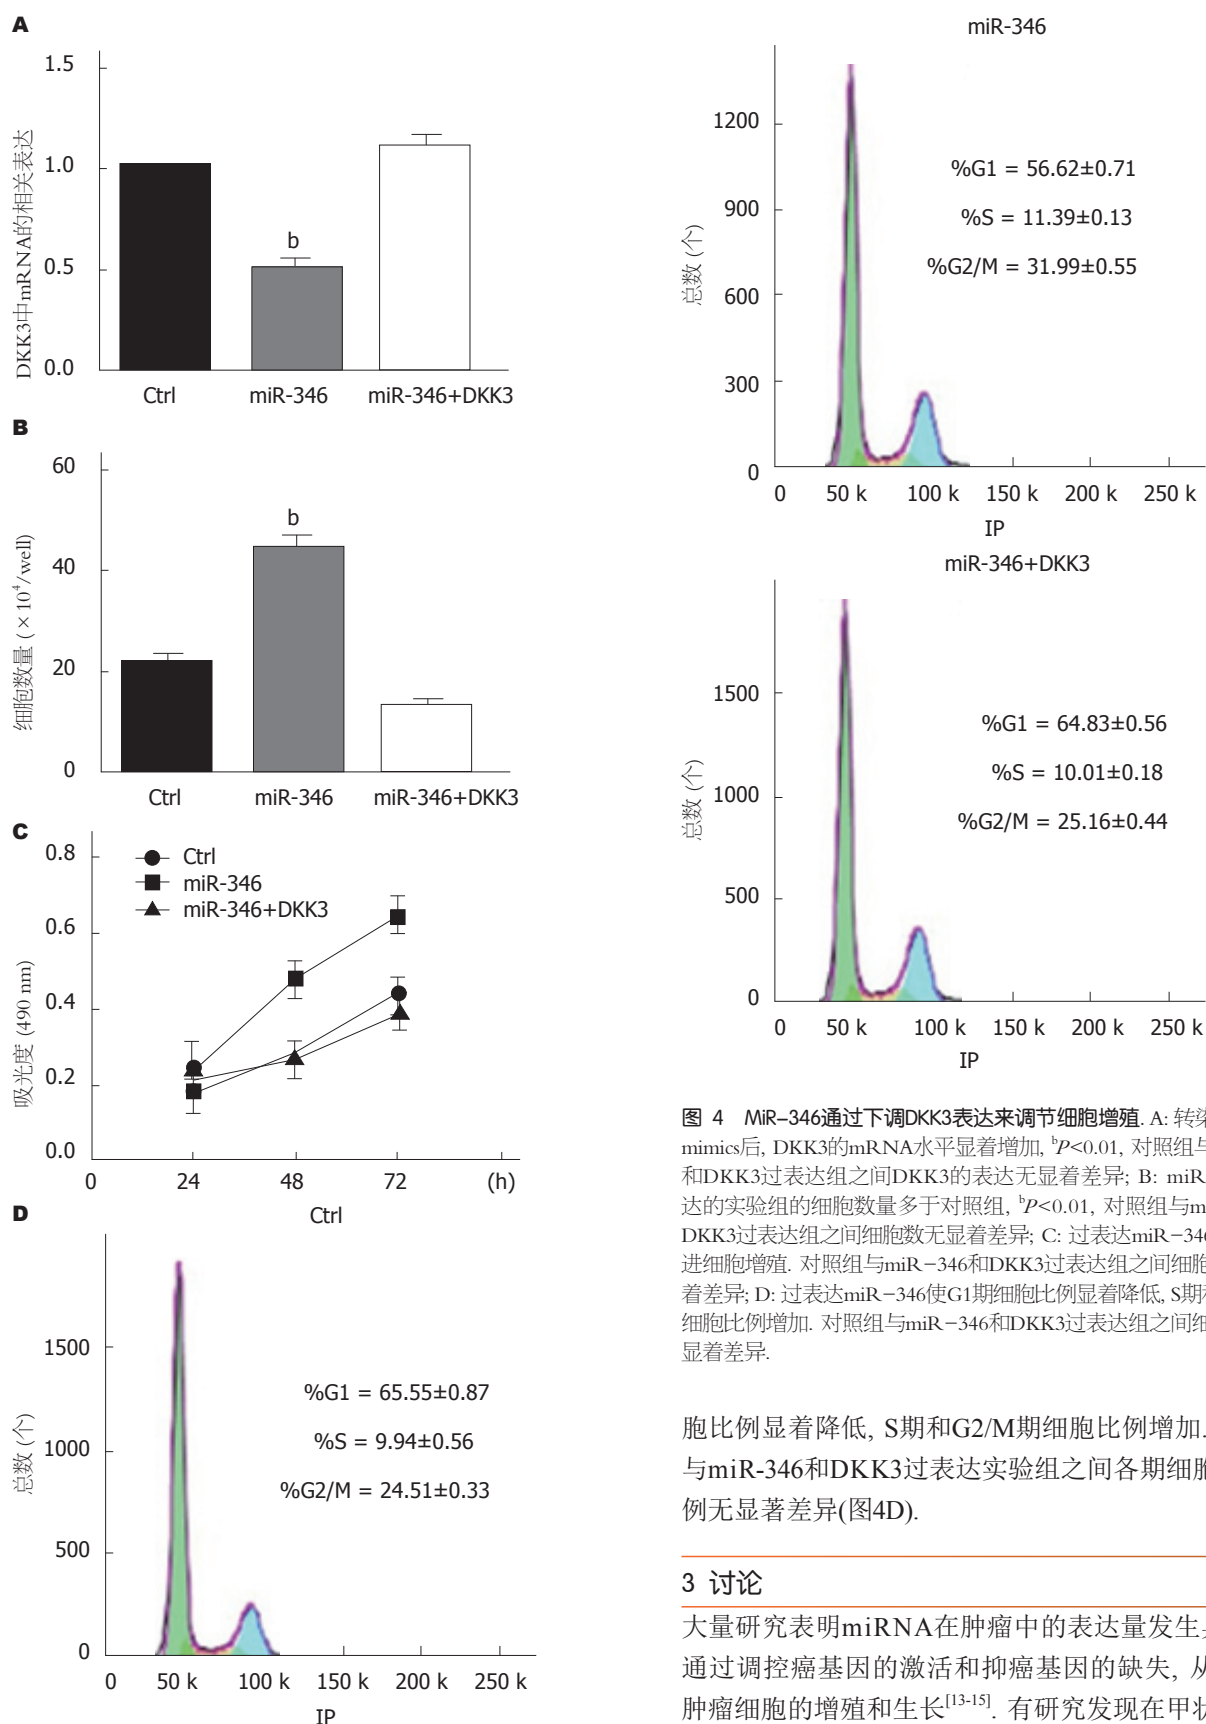 A
1.5
1.0
0.5
0.0
DKK3中mRNA的相关表达
b
Ctrl
miR-346
miR-346+DKK3
B
60
40
20
0
细胞数量 (×10⁴/well)
b
Ctrl
miR-346
miR-346+DKK3
C
0.8
0.6
0.4
0.2
0.0
吸光度 (490 nm)
Ctrl
miR-346
miR-346+DKK3
0 24 48 72 (h)
D
Ctrl
1500
1000
500
0
总数 (个)
%G1 = 65.55±0.87
%S = 9.94±0.56
%G2/M = 24.51±0.33
0 50 k 100 k 150 k 200 k 250 k
IP
miR-346
1200
900
600
300
0
总数 (个)
%G1 = 56.62±0.71
%S = 11.39±0.13
%G2/M = 31.99±0.55
0 50 k 100 k 150 k 200 k 250 k
IP
miR-346+DKK3
1500
1000
500
0
总数 (个)
%G1 = 64.83±0.56
%S = 10.01±0.18
%G2/M = 25.16±0.44
0 50 k 100 k 150 k 200 k 250 k
IP
图 4 MiR-346通过下调DKK3表达来调节细胞增殖. A: 转染
mimics后, DKK3的mRNA水平显着增加, ᵇP<0.01, 对照组与
和DKK3过表达组之间DKK3的表达无显着差异; B: miR
达的实验组的细胞数量多于对照组, ᵇP<0.01, 对照组与m
DKK3过表达组之间细胞数无显着差异; C: 过表达miR-346
进细胞增殖. 对照组与miR-346和DKK3过表达组之间细胞
着差异; D: 过表达miR-346使G1期细胞比例显着降低, S期
细胞比例增加. 对照组与miR-346和DKK3过表达组之间细
显着差异.
胞比例显着降低, S期和G2/M期细胞比例增加.
与miR-346和DKK3过表达实验组之间各期细胞
例无显著差异(图4D).
3 讨论
大量研究表明miRNA在肿瘤中的表达量发生
通过调控癌基因的激活和抑癌基因的缺失, 从
肿瘤细胞的增殖和生长[13-15]. 有研究发现在甲状